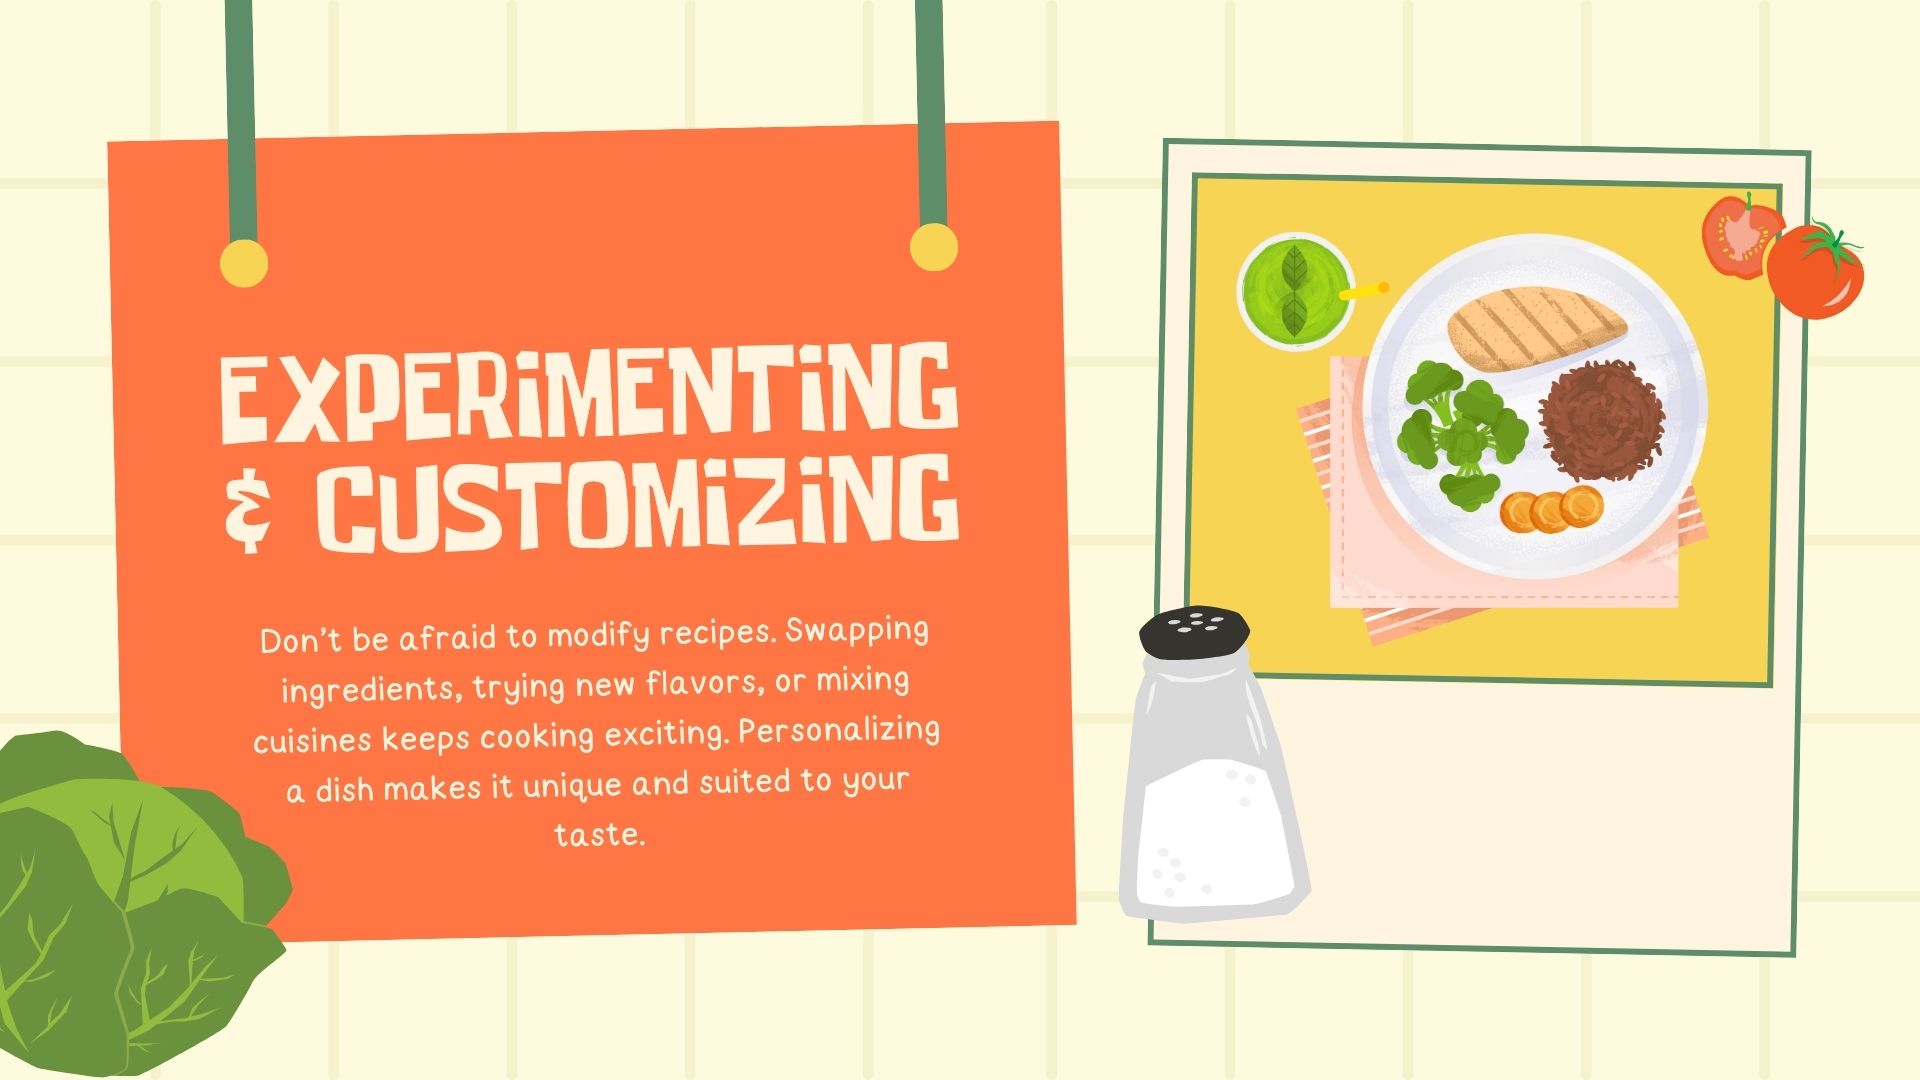 EXPERiMENTiNG
& CUSTOMiZiNG
Don't be afraid to modify recipes. Swapping
ingredients, trying new flavors, or mixing
cuisines keeps cooking exciting. Personalizing
a dish makes it unique and suited to your
taste.